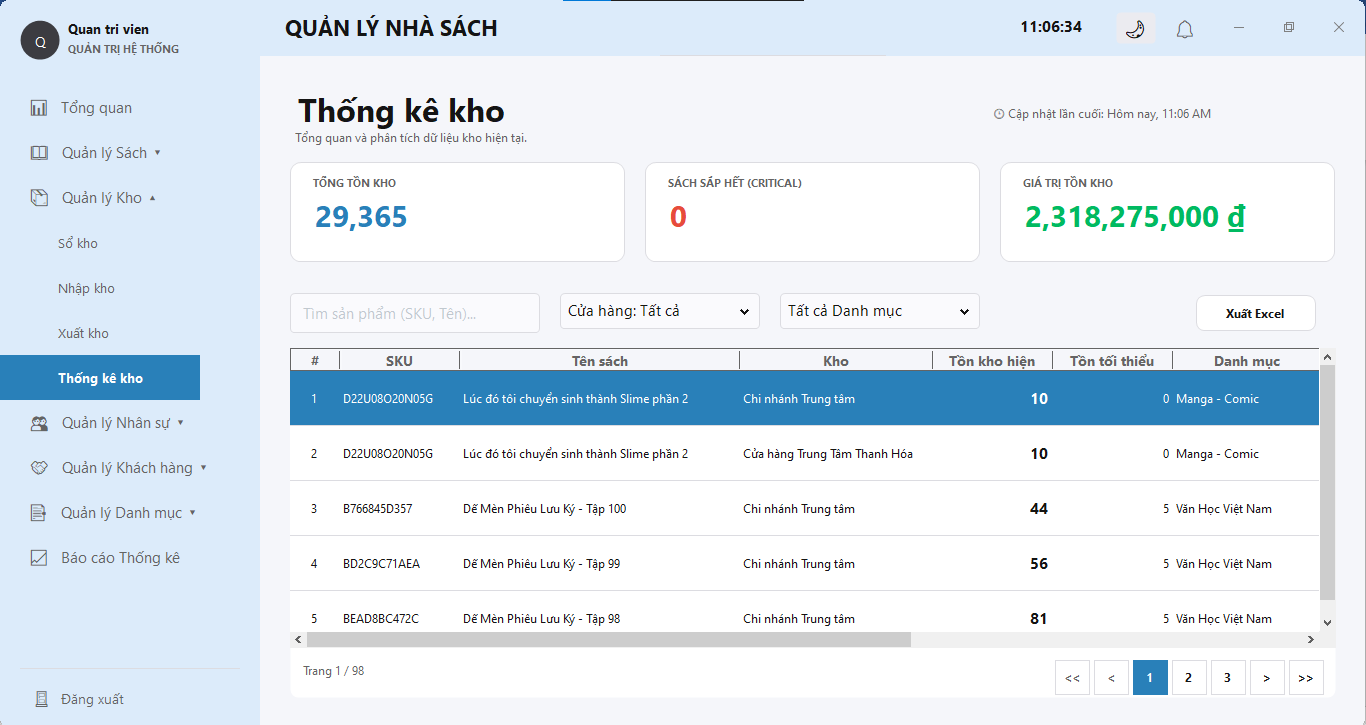 Quan tri vien
QUẢN TRỊ HỆ THỐNG
QUẢN LÝ NHÀ SÁCH
11:06:34
Q
Tổng quan
Quản lý Sách ▾
Quản lý Kho ▴
Sổ kho
Nhập kho
Xuất kho
Thống kê kho
Quản lý Nhân sự ▾
Quản lý Khách hàng ▾
Quản lý Danh mục ▾
Báo cáo Thống kê
Đăng xuất
Thống kê kho
Tổng quan và phân tích dữ liệu kho hiện tại.
Cập nhật lần cuối: Hôm nay, 11:06 AM
TỔNG TỒN KHO
29,365
SÁCH SẮP HẾT (CRITICAL)
0
GIÁ TRỊ TỒN KHO
2,318,275,000 ₫
Tìm sản phẩm (SKU, Tên)...
Cửa hàng: Tất cả
Tất cả Danh mục
Xuất Excel
# SKU Tên sách Kho Tồn kho hiện Tồn tối thiểu Danh mục
1 D22U08O20N05G Lúc đó tôi chuyển sinh thành Slime phần 2 Chi nhánh Trung tâm 10 0 Manga - Comic
2 D22U08O20N05G Lúc đó tôi chuyển sinh thành Slime phần 2 Cửa hàng Trung Tâm Thanh Hóa 10 0 Manga - Comic
3 B766845D357 Dế Mèn Phiêu Lưu Ký - Tập 100 Chi nhánh Trung tâm 44 5 Văn Học Việt Nam
4 BD2C9C71AEA Dế Mèn Phiêu Lưu Ký - Tập 99 Chi nhánh Trung tâm 56 5 Văn Học Việt Nam
5 BEAD8BC472C Dế Mèn Phiêu Lưu Ký - Tập 98 Chi nhánh Trung tâm 81 5 Văn Học Việt Nam
Trang 1 / 98
<< < 1 2 3 > >>